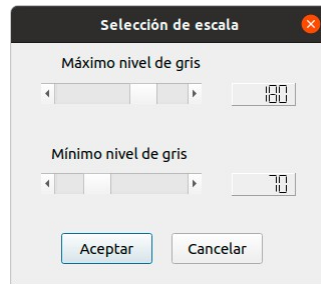 Selección de escala
Máximo nivel de gris
180
Mínimo nivel de gris
70
Aceptar Cancelar